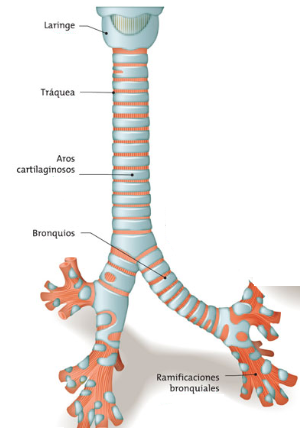 Laringe
Tráquea
Aros
cartilaginosos
Bronquios
Ramificaciones
bronquiales